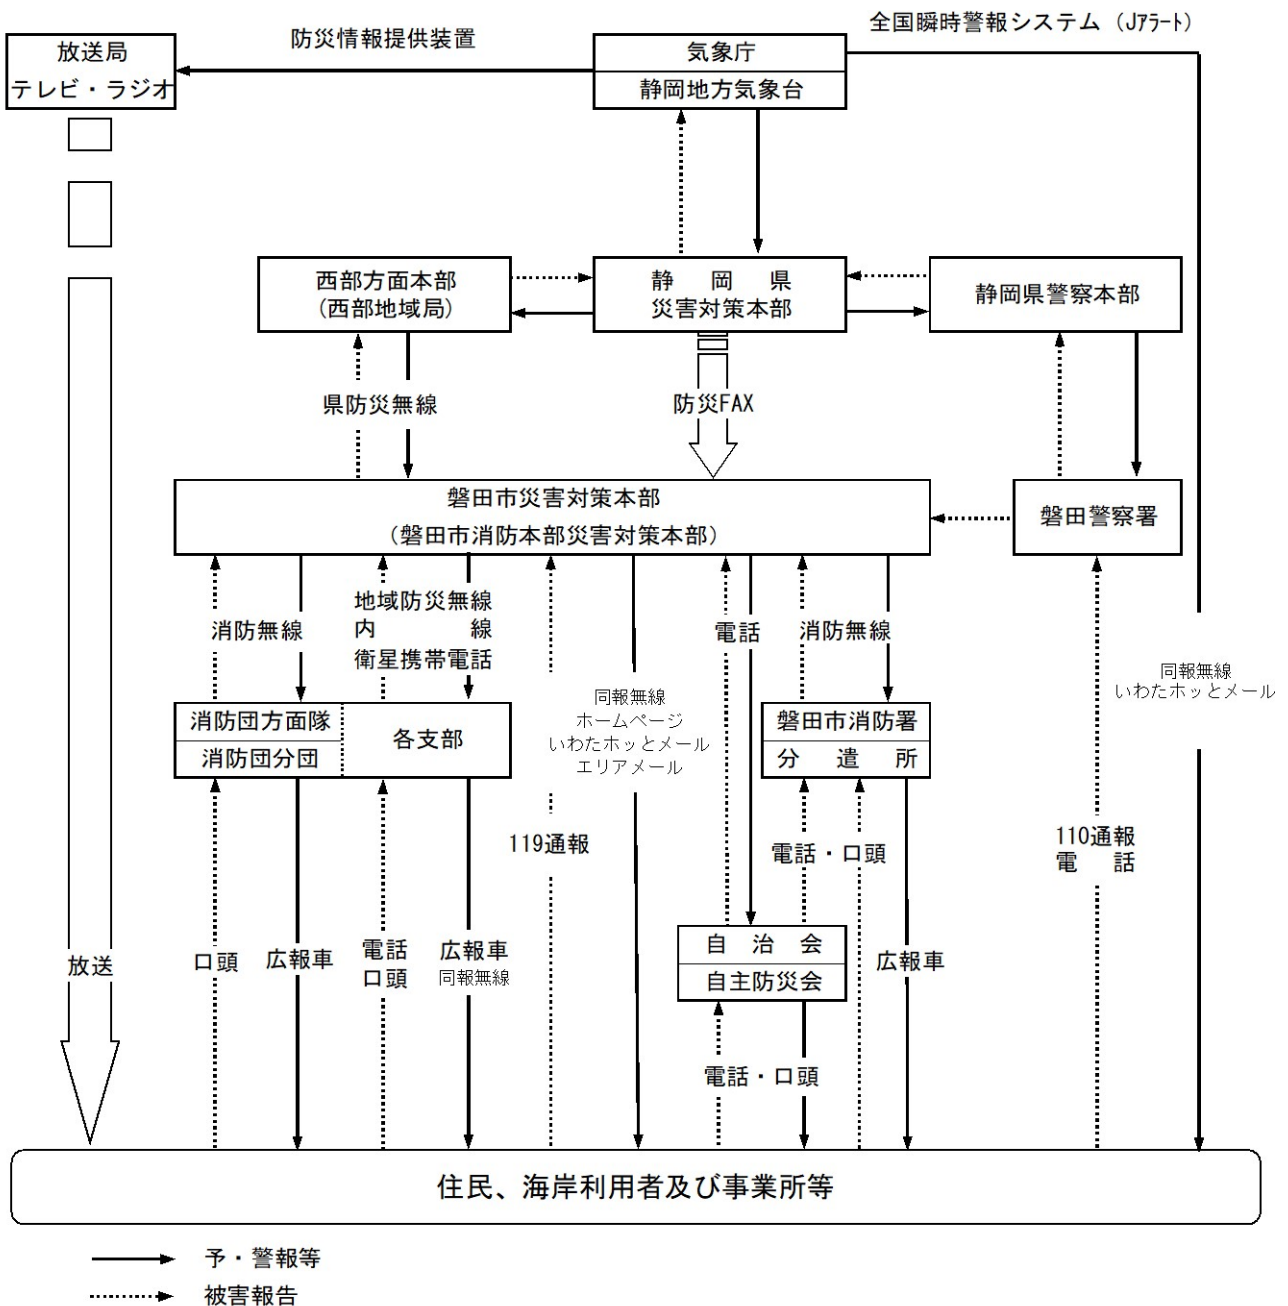 全国瞬時警報システム（Jｱﾗｰﾄ）
防災情報提供装置
放送局
テレビ・ラジオ
気象庁
静岡地方気象台
西部方面本部
（西部地域局）
静　岡　県
災害対策本部
静岡県警察本部
県防災無線
防災FAX
磐田市災害対策本部
（磐田市消防本部災害対策本部）
磐田警察署
消防無線
地域防災無線
内　　　　線
衛星携帯電話
電話
消防無線
同報無線
いわたホッとメール
同報無線
ホームページ
いわたホッとメール
エリアメール
消防団方面隊
消防団分団
各支部
磐田市消防署
分　遣　所
119通報
電話・口頭
110通報
電　話
自　治　会
自主防災会
放送
口頭
広報車
電話
口頭
広報車
同報無線
広報車
電話・口頭
住民、海岸利用者及び事業所等
予・警報等
被害報告